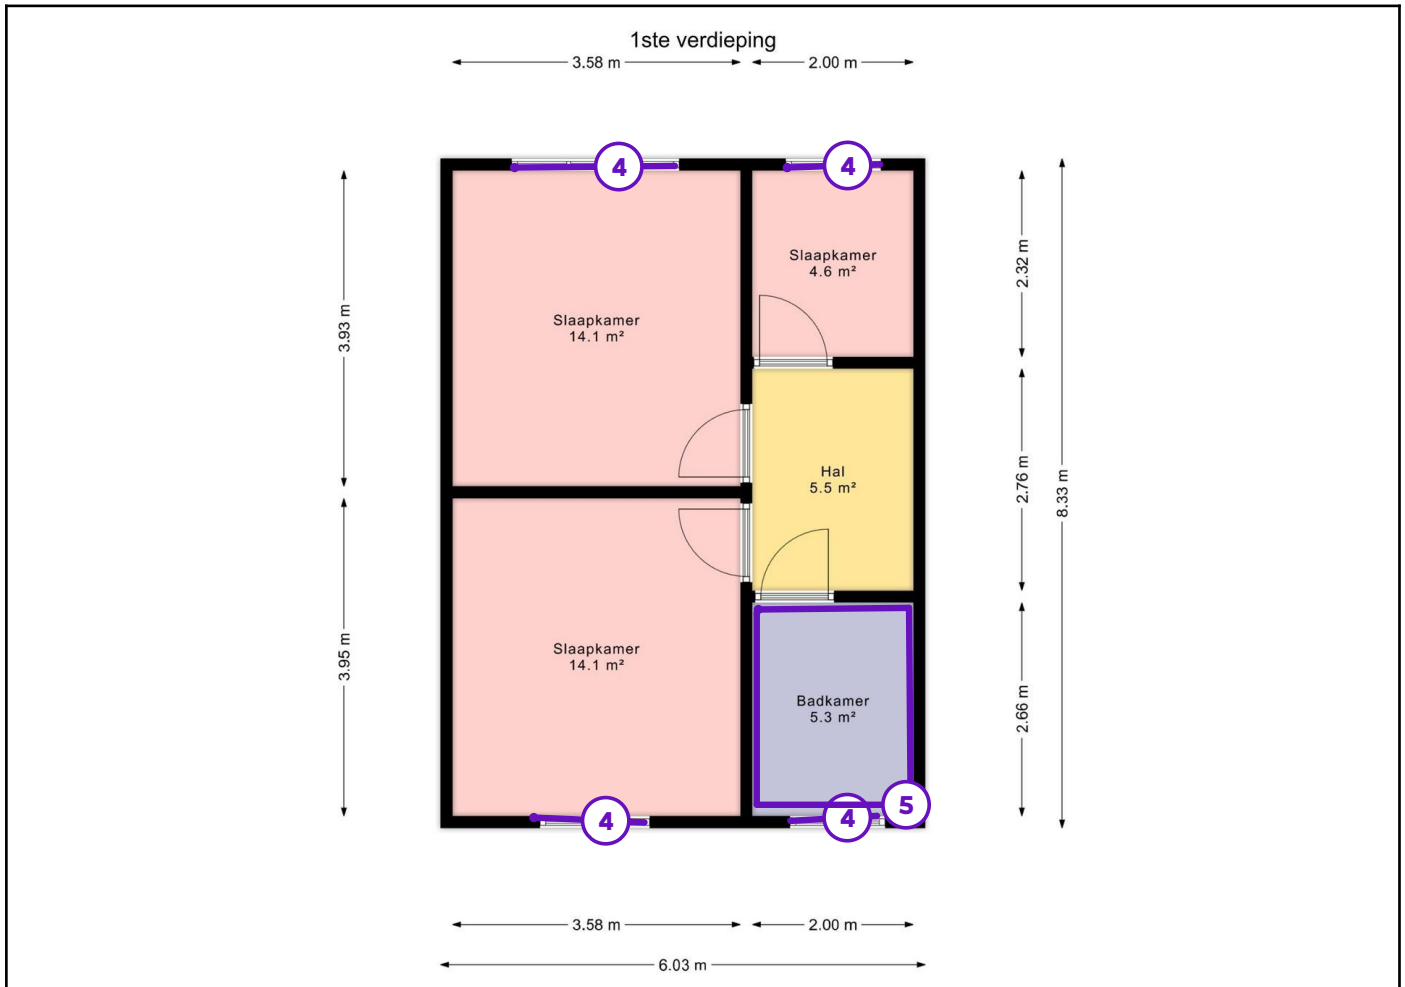 1ste verdieping
3.58 m
2.00 m
4
4
Slaapkamer
4.6 m²
2.32 m
3.93 m
Slaapkamer
14.1 m²
Hal
5.5 m²
2.76 m
8.33 m
Slaapkamer
14.1 m²
3.95 m
Badkamer
5.3 m²
2.66 m
5
4
4
3.58 m
2.00 m
6.03 m